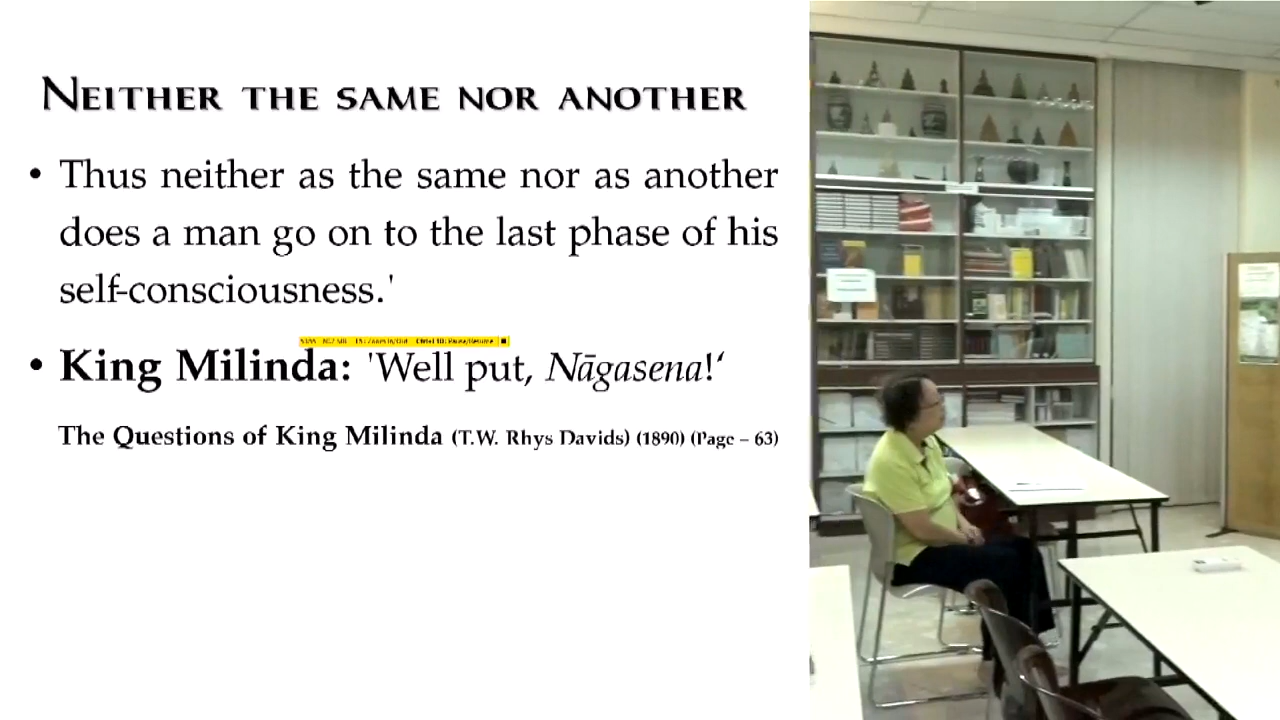 NEITHER THE SAME NOR ANOTHER
• Thus neither as the same nor as another
does a man go on to the last phase of his
self-consciousness.'
• King Milinda: 'Well put, Nāgasena!‘
The Questions of King Milinda (T.W. Rhys Davids) (1890) (Page – 63)